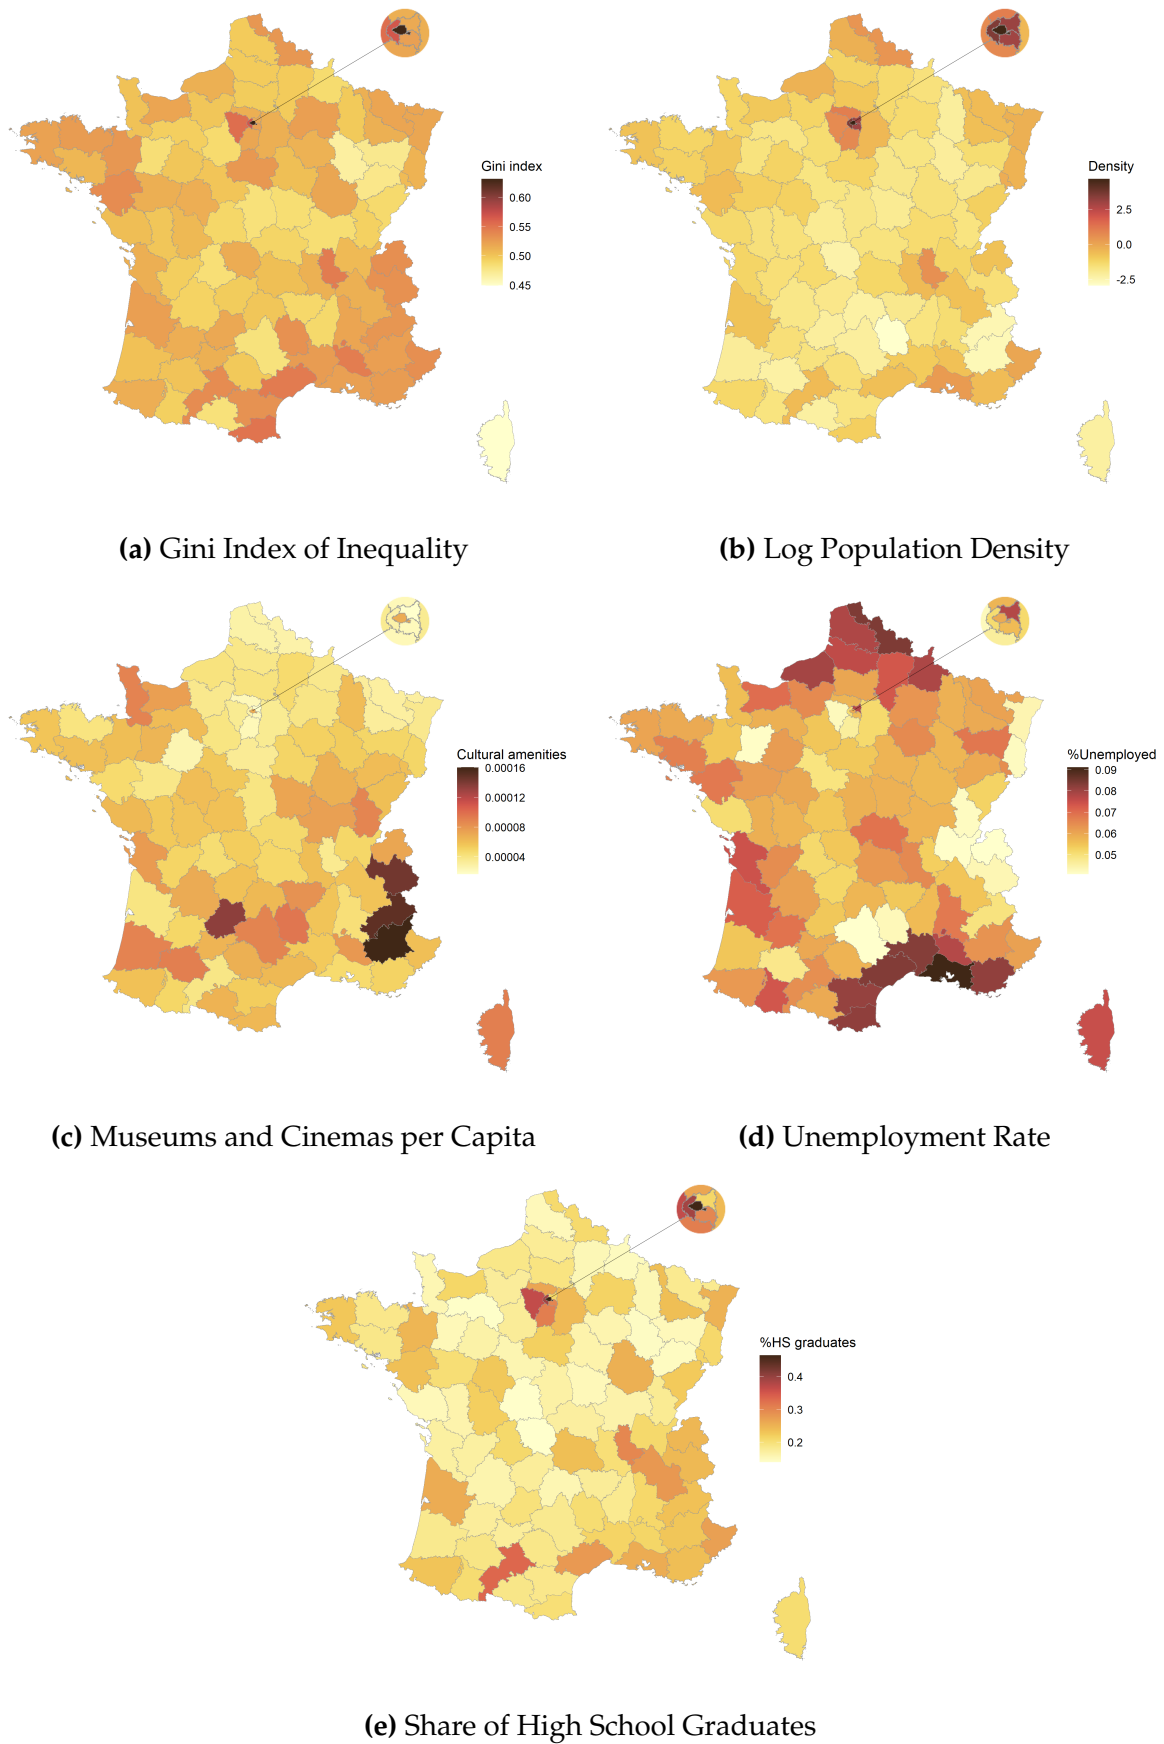 Gini index
0.60
0.55
0.50
0.45
Density
2.5
0.0
-2.5
(a) Gini Index of Inequality
(b) Log Population Density
Cultural amenities
0.00016
0.00012
0.00008
0.00004
%Unemployed
0.09
0.08
0.07
0.06
0.05
(c) Museums and Cinemas per Capita
(d) Unemployment Rate
%HS graduates
0.4
0.3
0.2
(e) Share of High School Graduates